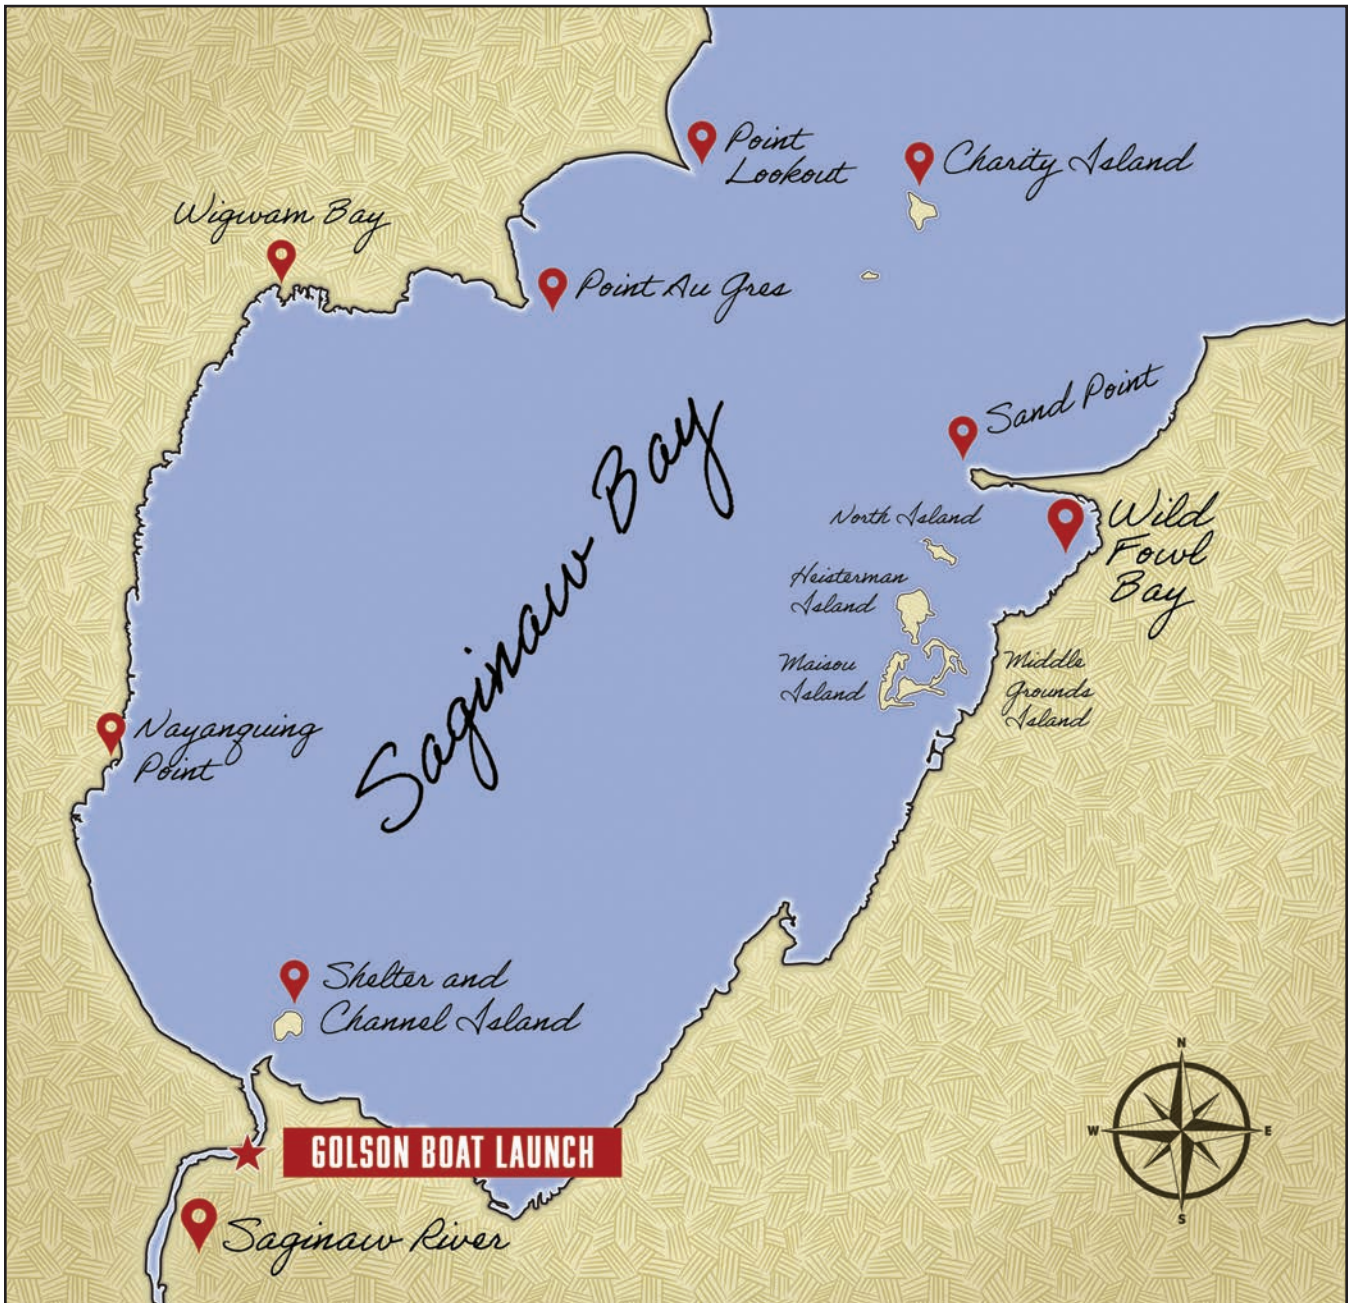 Point
Lookout
Charity Island
Wigwam Bay
Point Au Gres
Sand Point
Saginaw Bay
North Island
Wild
Fowl
Bay
Heisterman
Island
Maisou
Island
Middle
Grounds
Island
Nayanquing
Point
Shelter and
Channel Island
N
W
E
S
GOLSON BOAT LAUNCH
Saginaw River